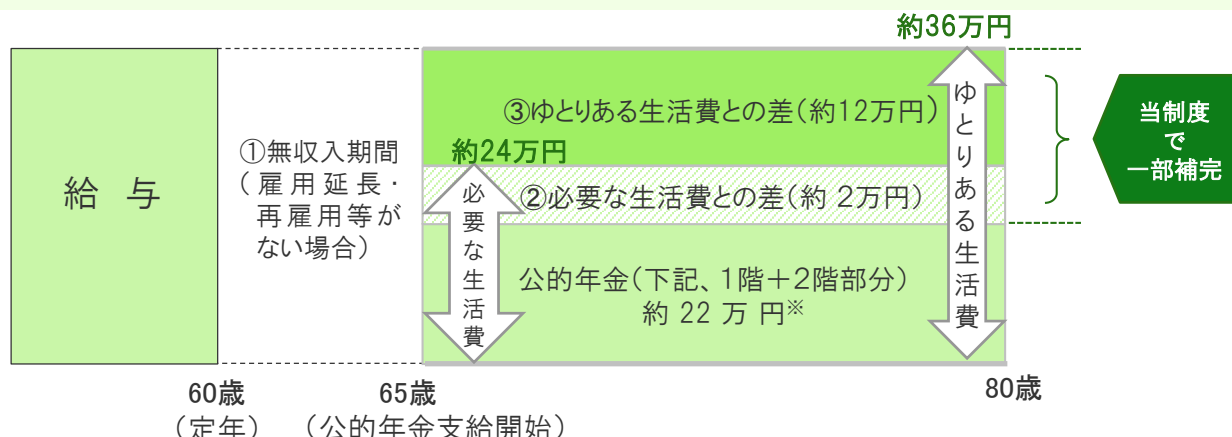 約36万円
給 与
①無収入期間
（雇用延長・
再雇用等が
ない場合）
約24万円
必要な生活費
③ゆとりある生活費との差（約12万円）
②必要な生活費との差（約 2万円）
公的年金（下記、1階＋2階部分）
約 22 万 円※
ゆとりある生活費
当制度
で
一部補完
60歳
（定年）
65歳
（公的年金支給開始）
80歳